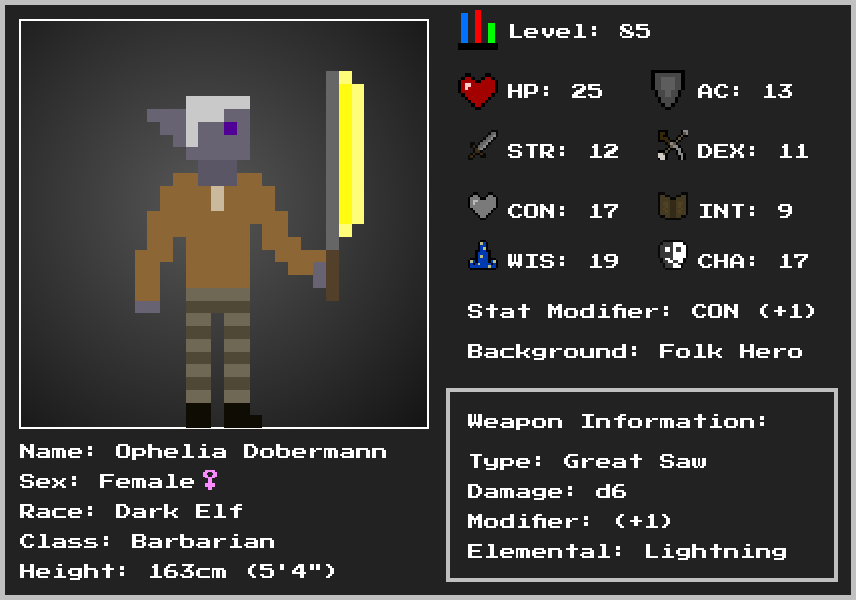 Level: 85
HP: 25 AC: 13
STR: 12 DEX: 11
CON: 17 INT: 9
WIS: 19 CHA: 17
Stat Modifier: CON (+1)
Background: Folk Hero
Weapon Information:
Type: Great Saw
Damage: d6
Modifier: (+1)
Elemental: Lightning
Name: Ophelia Dobermann
Sex: Female♀
Race: Dark Elf
Class: Barbarian
Height: 163cm (5'4")